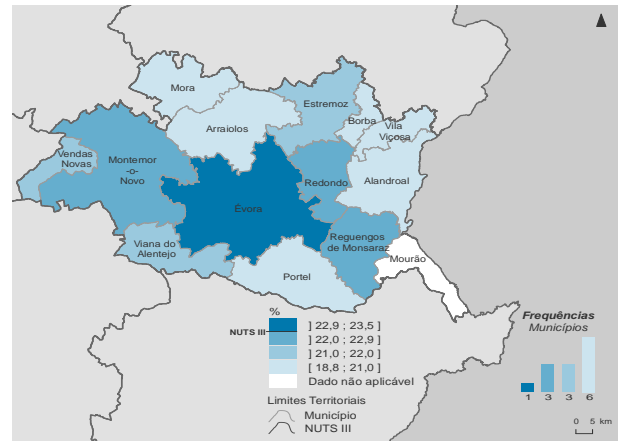 Mora
Estremoz
Arraiolos
Borba
Vila
Viçosa
Vendas
Novas
Montemor
-o-
Novo
Redondo
Alandroal
Évora
Viana do
Alentejo
Reguengos
de Monsaraz
Mourão
Portel
%
NUTS III
] 22,9 ; 23,5 ]
] 22,0 ; 22,9 ]
] 21,0 ; 22,0 ]
[ 18,8 ; 21,0 ]
Dado não aplicável
Limites Territoriais
Município
NUTS III
Frequências
Municípios
1 3 3 6
0 5 km